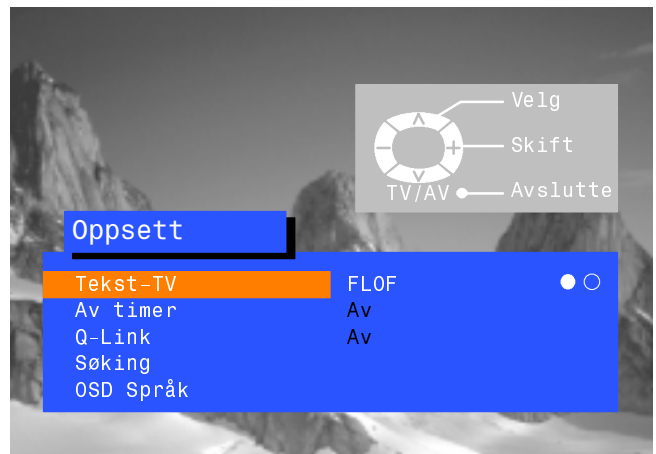 Velg
Skift
TV/AV Avslutte
Oppsett
Tekst-TV FLOF
Av timer Av
Q-Link Av
Søking
OSD Språk